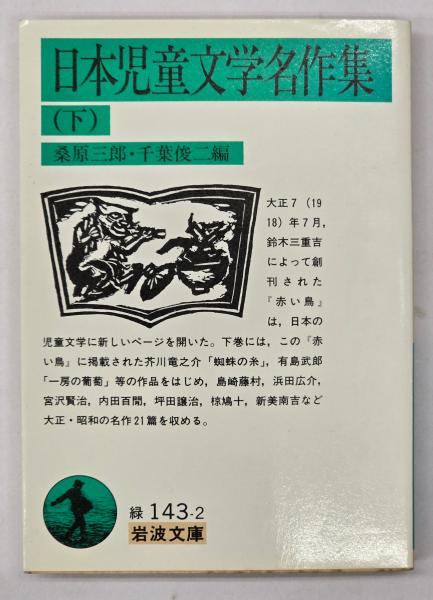 日本児童文学名作集
(下)
桑原三郎・千葉俊二編
大正7(19
18)年7月,
鈴木三重吉
によって創
刊された
『赤い鳥』
は,日本の
児童文学に新しいページを開いた。下巻には,この『赤
い鳥』に掲載された芥川竜之介「蜘蛛の糸」,有島武郎
「一房の葡萄」等の作品をはじめ,島崎藤村,浜田広介,
宮沢賢治,内田百閒,坪田譲治,椋鳩十,新美南吉など
大正・昭和の名作21篇を収める。
緑 143-2
岩波文庫